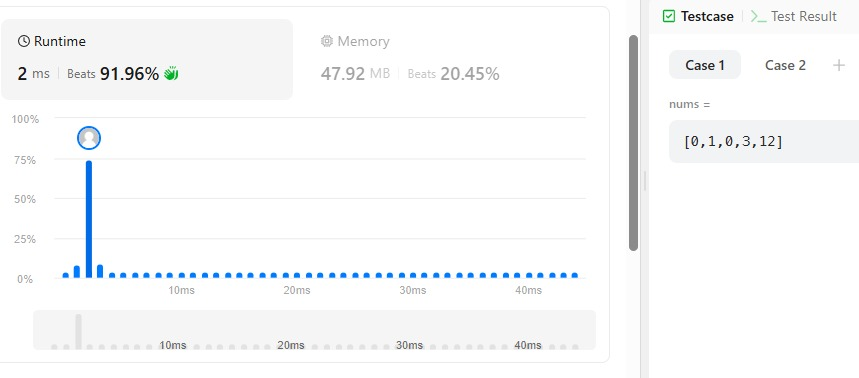 Runtime
2 ms | Beats 91.96%
Memory
47.92 MB | Beats 20.45%
100%
75%
50%
25%
0%
10ms 20ms 30ms 40ms
10ms 20ms 30ms 40ms
Testcase | Test Result
Case 1 Case 2 +
nums =
[0,1,0,3,12]